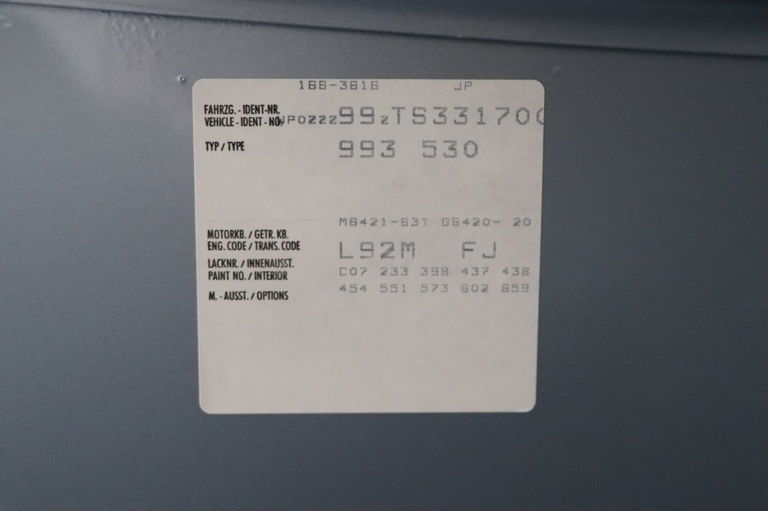 166-3816 JP
FAHRZG. - IDENT-NR.
VEHICLE - IDENT - NO. WP0ZZZ99ZTS331700
TYP / TYPE 993 530
M6421-63T G6420- 20
MOTORKB. / GETR. KB.
ENG. CODE / TRANS. CODE L92M FJ
LACKNR. / INNENAUSST. C07 233 398 437 438
PAINT NO. / INTERIOR
M. - AUSST. / OPTIONS 454 551 573 602 659